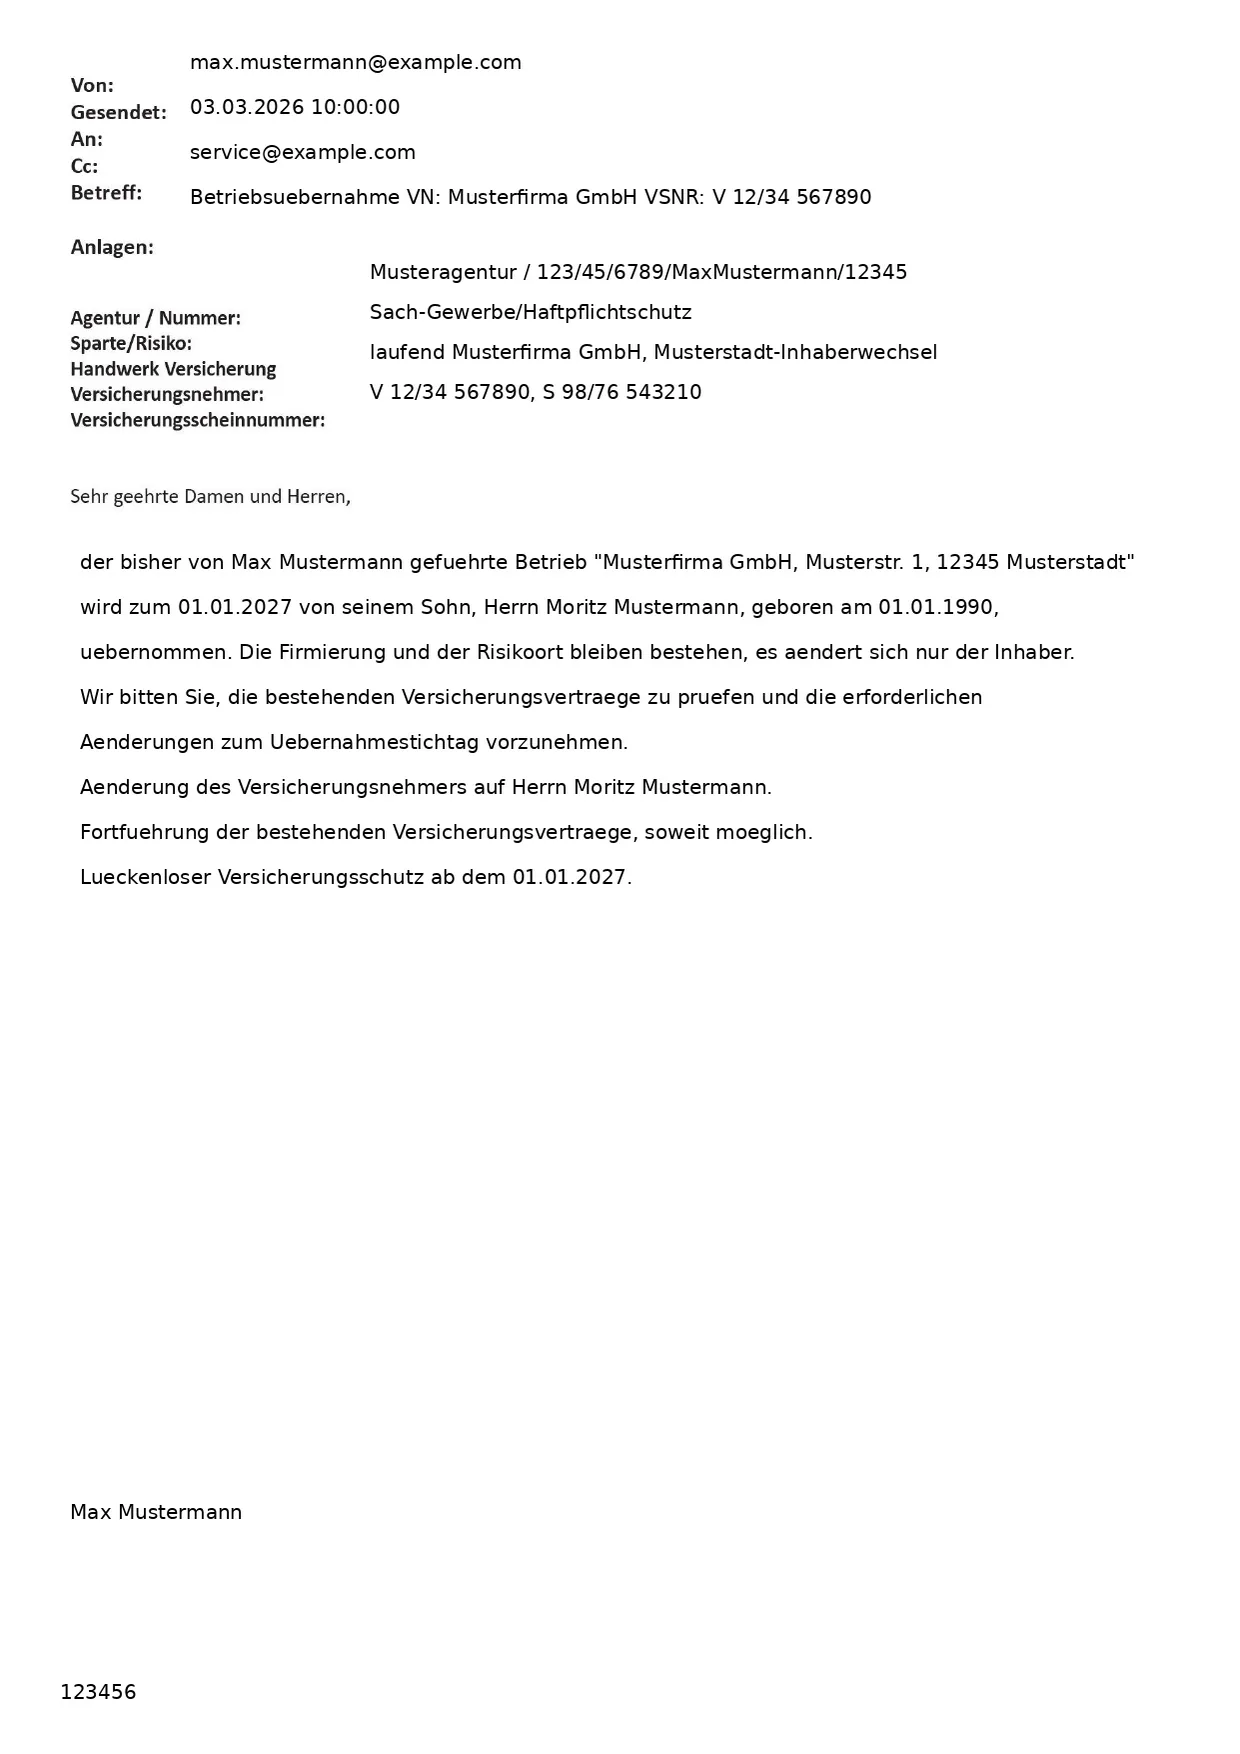 max.mustermann@example.com
Von:
Gesendet: 03.03.2026 10:00:00
An:
service@example.com
Cc:
Betreff: Betriebsuebernahme VN: Musterfirma GmbH VSNR: V 12/34 567890
Anlagen:
Musteragentur / 123/45/6789/MaxMustermann/12345
Agentur / Nummer: Sach-Gewerbe/Haftpflichtschutz
Sparte/Risiko:
laufend Musterfirma GmbH, Musterstadt-Inhaberwechsel
Handwerk Versicherung
Versicherungsnehmer: V 12/34 567890, S 98/76 543210
Versicherungsscheinnummer:
Sehr geehrte Damen und Herren,
der bisher von Max Mustermann gefuehrte Betrieb "Musterfirma GmbH, Musterstr. 1, 12345 Musterstadt"
wird zum 01.01.2027 von seinem Sohn, Herrn Moritz Mustermann, geboren am 01.01.1990,
uebernommen. Die Firmierung und der Risikoort bleiben bestehen, es aendert sich nur der Inhaber.
Wir bitten Sie, die bestehenden Versicherungsvertraege zu pruefen und die erforderlichen
Aenderungen zum Uebernahmestichtag vorzunehmen.
Aenderung des Versicherungsnehmers auf Herrn Moritz Mustermann.
Fortfuehrung der bestehenden Versicherungsvertraege, soweit moeglich.
Lueckenloser Versicherungsschutz ab dem 01.01.2027.
Max Mustermann
123456